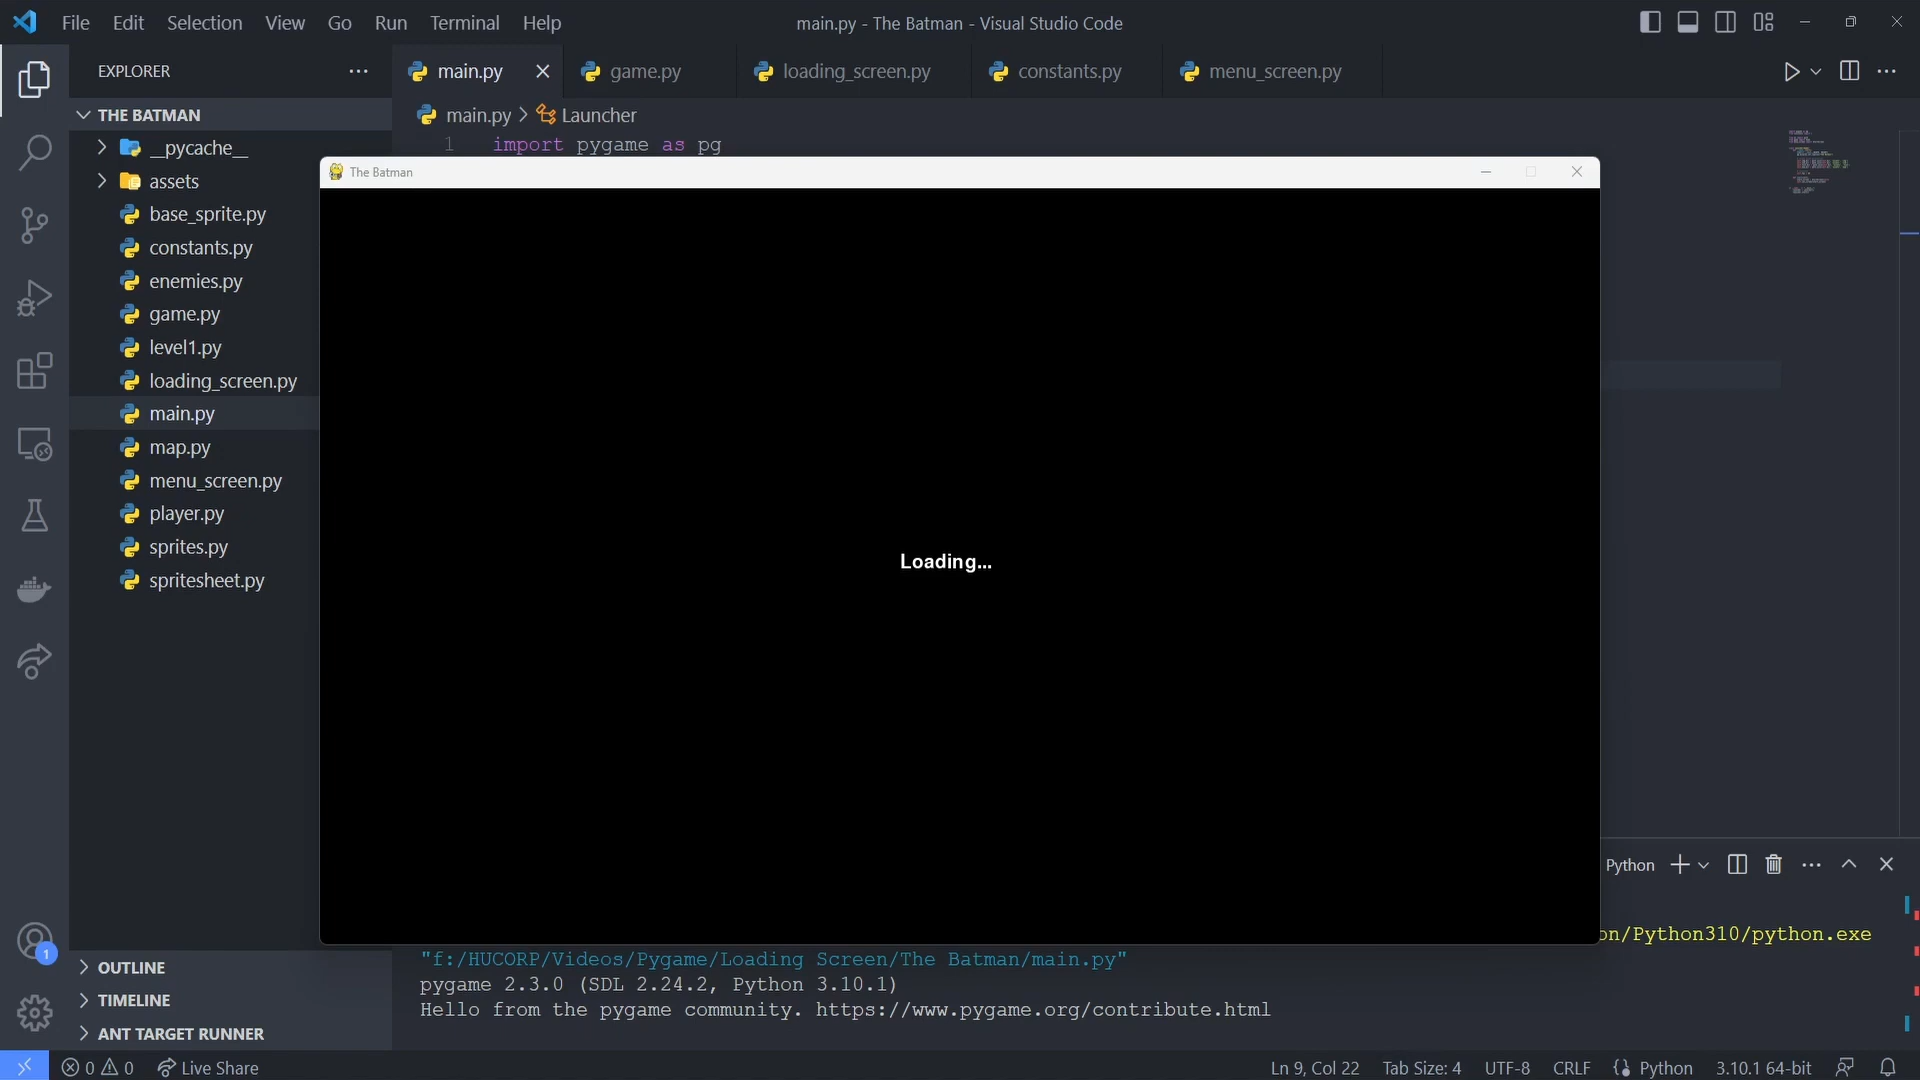 File Edit Selection View Go Run Terminal Help
main.py - The Batman - Visual Studio Code
EXPLORER
main.py
game.py
loading_screen.py
constants.py
menu_screen.py
THE BATMAN
main.py > Launcher
1 import pygame as pg
__pycache__
assets
base_sprite.py
constants.py
enemies.py
game.py
level1.py
loading_screen.py
main.py
map.py
menu_screen.py
player.py
sprites.py
spritesheet.py
The Batman
Loading...
Python
on/Python310/python.exe
"f:/HUCORP/Videos/Pygame/Loading Screen/The Batman/main.py"
pygame 2.3.0 (SDL 2.24.2, Python 3.10.1)
Hello from the pygame community. https://www.pygame.org/contribute.html
1
OUTLINE
TIMELINE
ANT TARGET RUNNER
0 0 Live Share
Ln 9, Col 22 Tab Size: 4 UTF-8 CRLF Python 3.10.1 64-bit